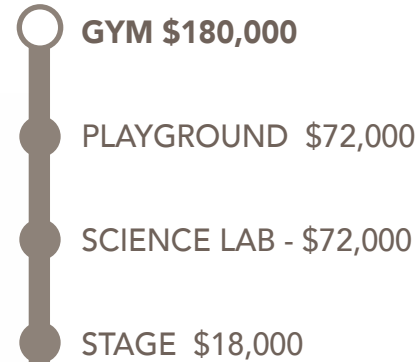 GYM $180,000
PLAYGROUND $72,000
SCIENCE LAB - $72,000
STAGE $18,000